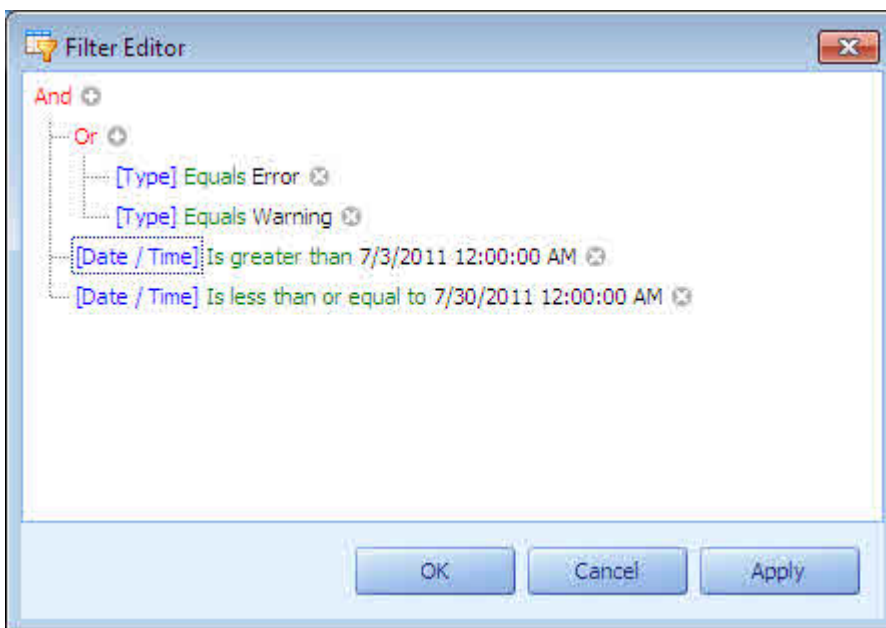 Filter Editor
And
Or
[Type] Equals Error
[Type] Equals Warning
[Date / Time] Is greater than 7/3/2011 12:00:00 AM
[Date / Time] Is less than or equal to 7/30/2011 12:00:00 AM
OK Cancel Apply